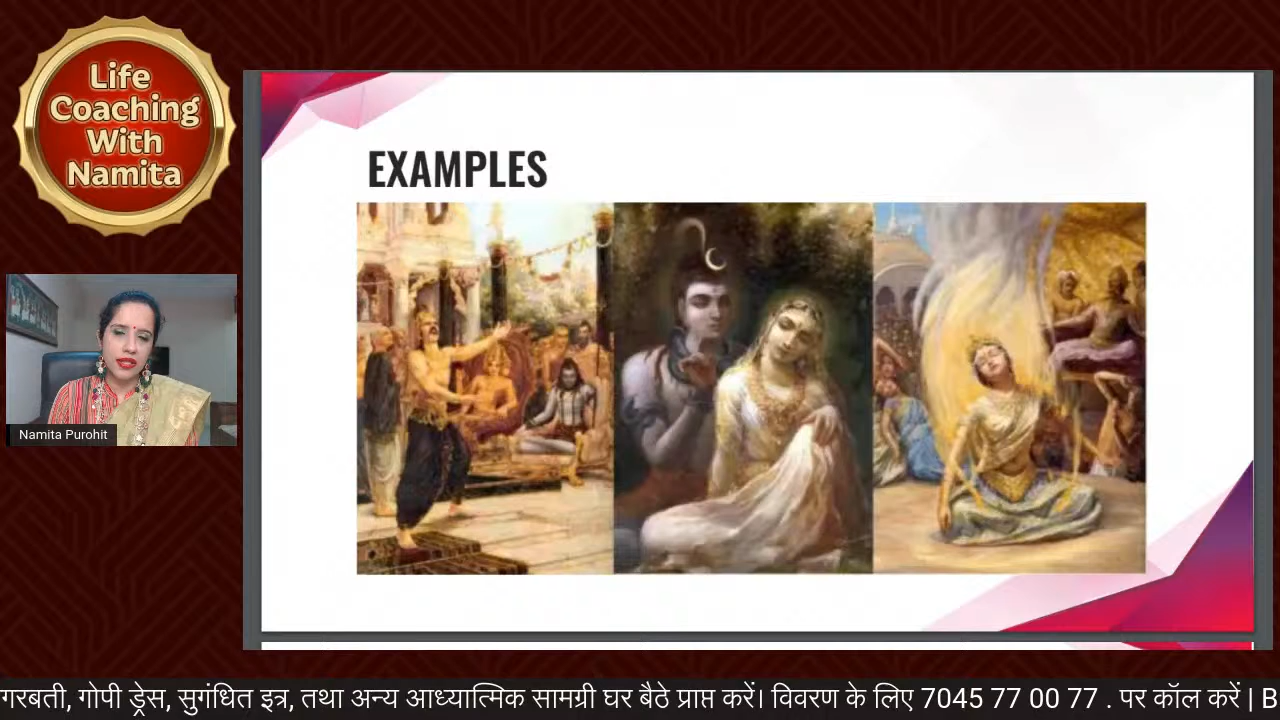 Life
Coaching
With
Namita
EXAMPLES
Namita Purohit
गरबती, गोपी ड्रेस, सुगंधित इत्र, तथा अन्य आध्यात्मिक सामग्री घर बैठे प्राप्त करें। विवरण के लिए 7045 77 00 77 . पर कॉल करें | B